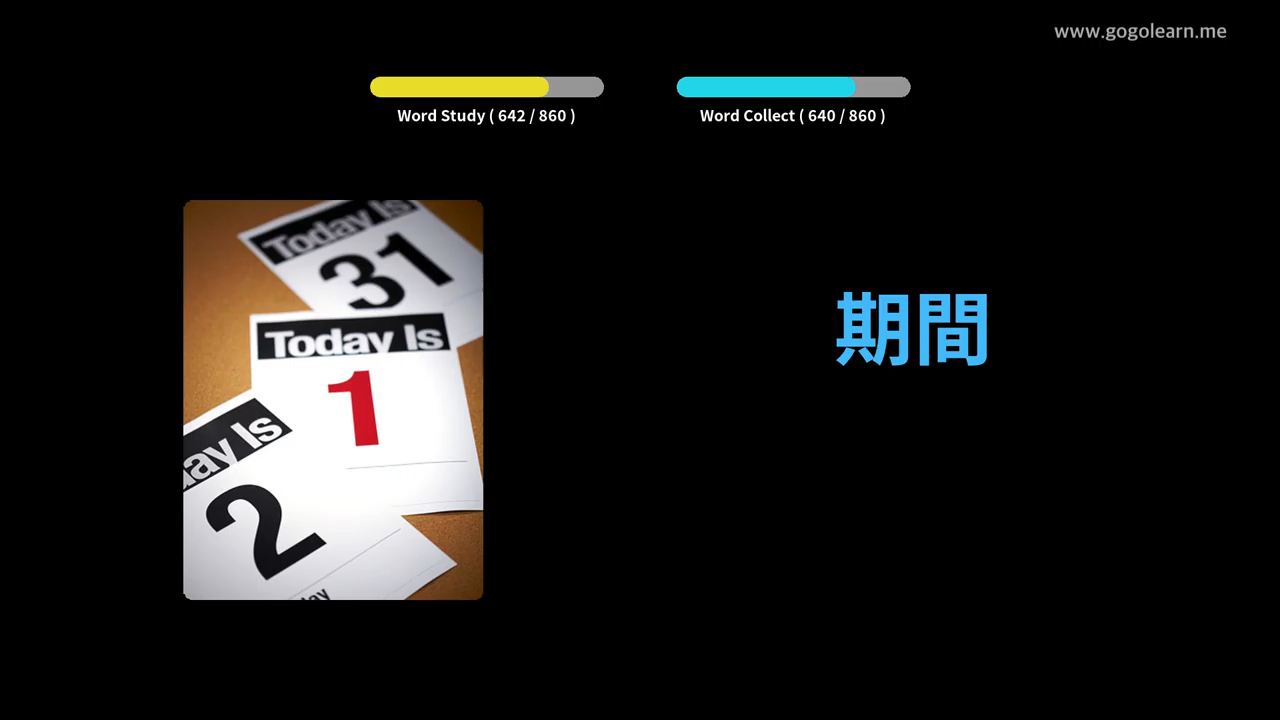 www.gogolearn.me
Word Study ( 642 / 860 )
Word Collect ( 640 / 860 )
Today Is
31
Today Is
1
ay Is
2
期間